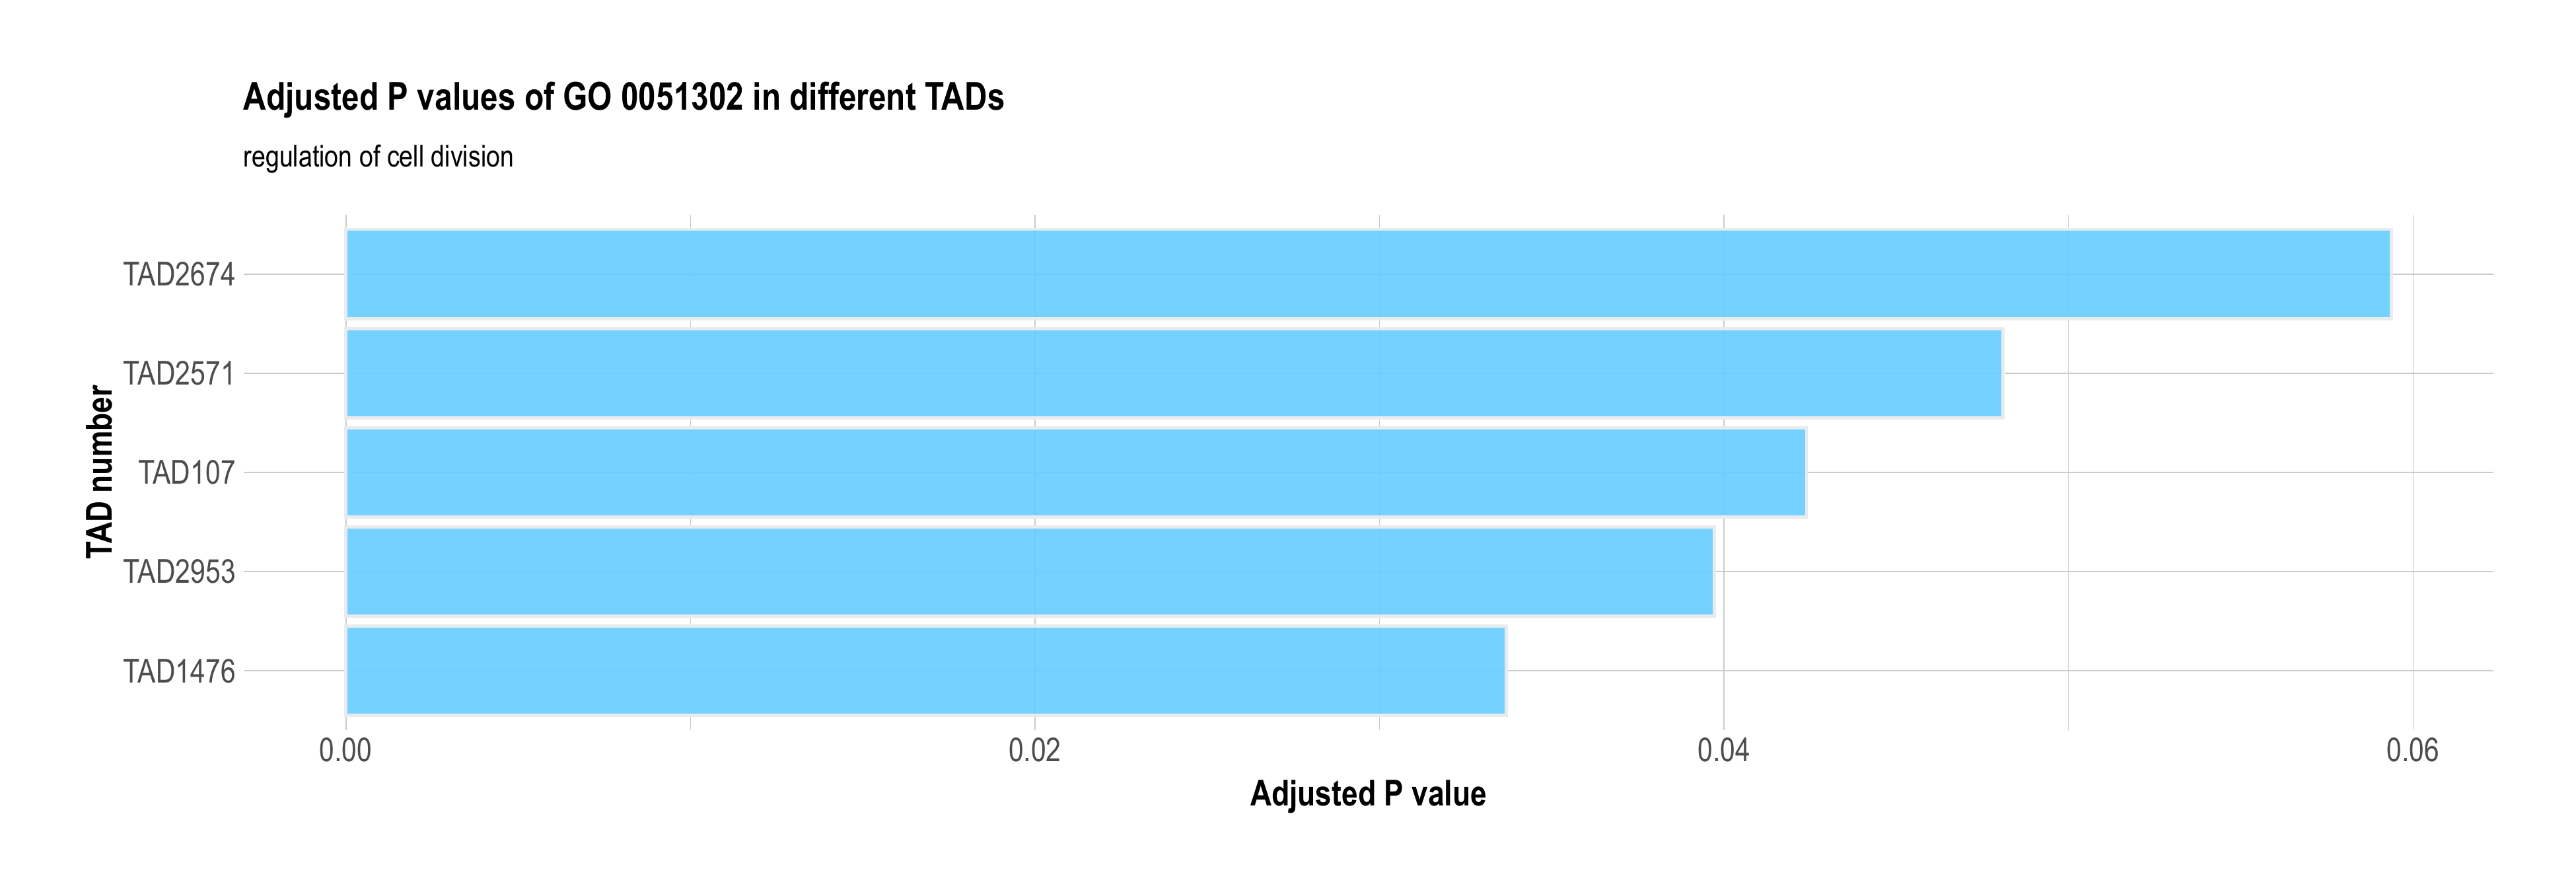 Adjusted P values of GO 0051302 in different TADs
regulation of cell division
TAD number
TAD2674
TAD2571
TAD107
TAD2953
TAD1476
0.00 0.02 0.04 0.06
Adjusted P value